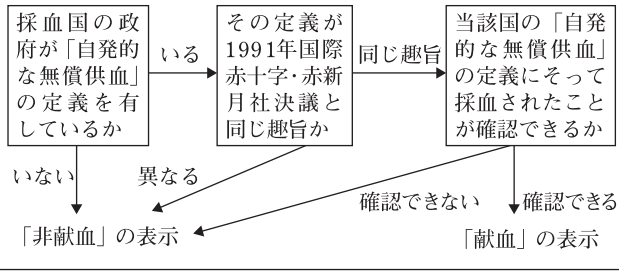 採血国の政
府が「自発的
な無償供血」
の定義を有
しているか
いる
その定義が
1991年国際
赤十字・赤新
月社決議と
同じ趣旨か
同じ趣旨
当該国の「自発
的な無償供血」
の定義にそって
採血されたこと
が確認できるか
いない
異なる
確認できない
確認できる
「非献血」の表示
「献血」の表示